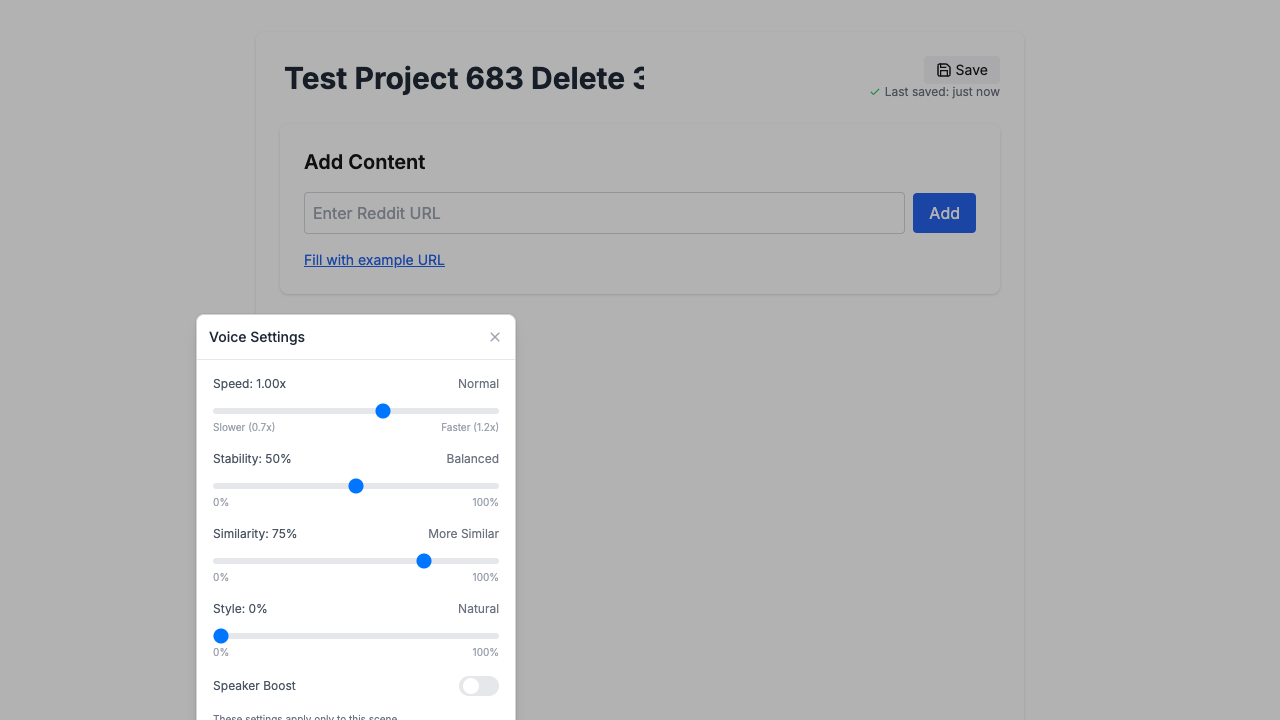 Test Project 683 Delete
Save
Last saved: just now
Add Content
Enter Reddit URL
Add
Fill with example URL
Voice Settings
Speed: 1.00x
Normal
Slower (0.7x)
Faster (1.2x)
Stability: 50%
Balanced
0%
100%
Similarity: 75%
More Similar
0%
100%
Style: 0%
Natural
0%
100%
Speaker Boost
These settings apply only to this scene